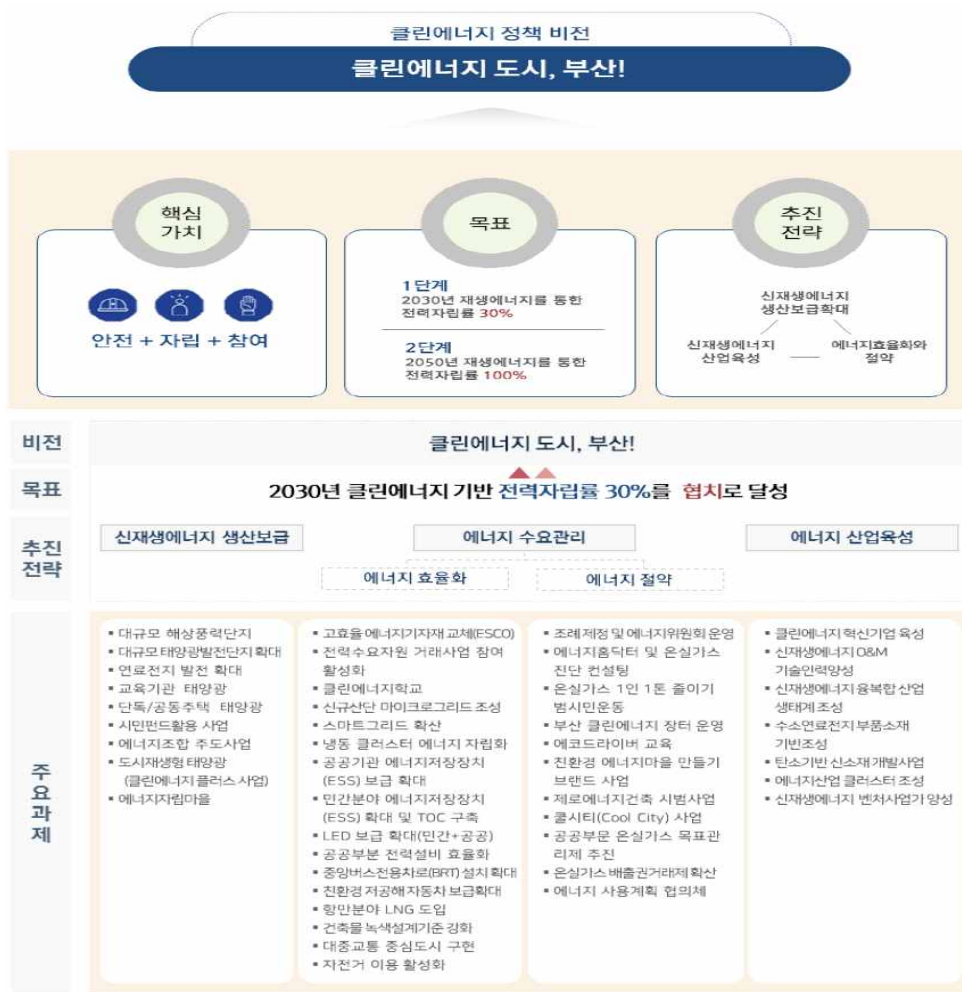 클린에너지 정책 비전
클린에너지 도시, 부산!
핵심
가치
안전 + 자립 + 참여
목표
1단계
2030년 재생에너지를 통한
전력자립률 30%
2단계
2050년 재생에너지를 통한
전력자립률 100%
추진
전략
신재생에너지
생산보급확대
신재생에너지
산업육성
에너지효율화와
절약
비전
클린에너지 도시, 부산!
목표
2030년 클린에너지 기반 전력자립률 30%를 협치로 달성
추진
전략
신재생에너지 생산보급
에너지 수요관리
에너지 산업육성
에너지 효율화
에너지 절약
주
요
과
제
▪ 대규모 해상풍력단지
▪ 대규모 태양광발전단지 확대
▪ 연료전지 발전 확대
▪ 교육기관 태양광
▪ 단독/공동주택 태양광
▪ 시민펀드활용 사업
▪ 에너지조합 주도사업
▪ 도시재생형 태양광
(클린에너지 플러스 사업)
▪ 에너지자립마을
▪ 고효율 에너지기자재 교체(ESCO)
▪ 전력수요자원 거래사업 참여
활성화
▪ 클린에너지학교
▪ 신규산단 마이크로그리드 조성
▪ 스마트그리드 확산
▪ 냉동 클러스터 에너지 자립화
▪ 공공기관 에너지저장장치
(ESS) 보급 확대
▪ 민간분야 에너지저장장치
(ESS) 확대 및 TOC 구축
▪ LED 보급 확대(민간+공공)
▪ 공공부분 전력설비 효율화
▪ 중앙버스전용차로(BRT) 설치 확대
▪ 친환경 저공해 자동차 보급확대
▪ 항만분야 LNG 도입
▪ 건축물 녹색설계기준 강화
▪ 대중교통 중심도시 구현
▪ 자전거 이용 활성화
▪ 조례 제정 및 에너지위원회 운영
▪ 에너지홈닥터 및 온실가스
진단 컨설팅
▪ 온실가스 1인 1톤 줄이기
범시민운동
▪ 부산 클린에너지 장터 운영
▪ 에코드라이버 교육
▪ 친환경 에너지마을 만들기
브랜드 사업
▪ 제로에너지건축 시범사업
▪ 쿨시티(Cool City) 사업
▪ 공공부문 온실가스 목표관
리제 추진
▪ 온실가스 배출권거래제 확산
▪ 에너지 사용계획 협의체
▪ 클린에너지 혁신기업 육성
▪ 신재생에너지 O&M
기술인력양성
▪ 신재생에너지 융복합 산업
생태계 조성
▪ 수소연료전지 부품소재
기반조성
▪ 탄소기반 신소재 개발사업
▪ 에너지산업 클러스터 조성
▪ 신재생에너지 벤처사업가 양성